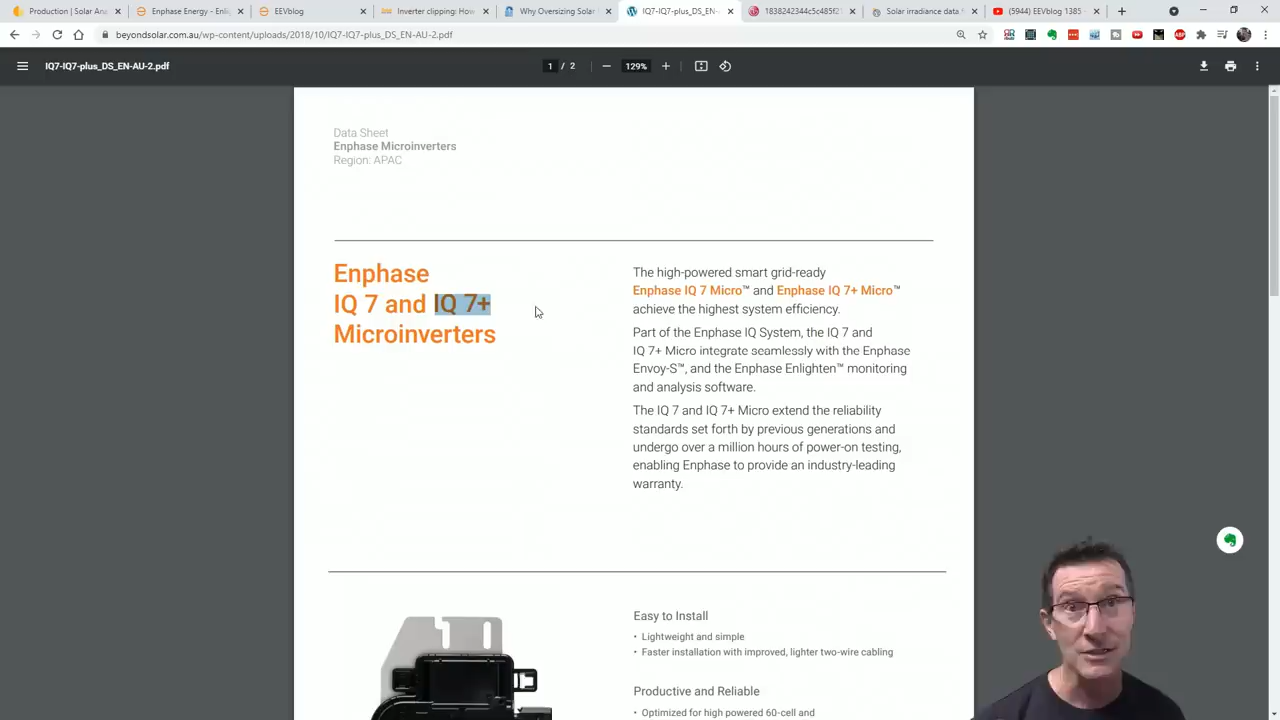 Production | Solar Ana
Enphase Energy - Enlig
EEVblog
Inverter clipping: How
Why Oversizing Solar
IQ7-IQ7-plus_DS_EN-
1838242344c5c485f21
Solar irradiance data
(5944) EEVblog 1385
beyondsolar.com.au/wp-content/uploads/2018/10/IQ7-IQ7-plus_DS_EN-AU-2.pdf
IQ7-IQ7-plus_DS_EN-AU-2.pdf
1 / 2
129%
Data Sheet
Enphase Microinverters
Region: APAC
Enphase
IQ 7 and IQ 7+
Microinverters
The high-powered smart grid-ready
Enphase IQ 7 Micro™ and Enphase IQ 7+ Micro™
achieve the highest system efficiency.
Part of the Enphase IQ System, the IQ 7 and
IQ 7+ Micro integrate seamlessly with the Enphase
Envoy-S™, and the Enphase Enlighten™ monitoring
and analysis software.
The IQ 7 and IQ 7+ Micro extend the reliability
standards set forth by previous generations and
undergo over a million hours of power-on testing,
enabling Enphase to provide an industry-leading
warranty.
Easy to Install
• Lightweight and simple
• Faster installation with improved, lighter two-wire cabling
Productive and Reliable
• Optimized for high powered 60-cell and